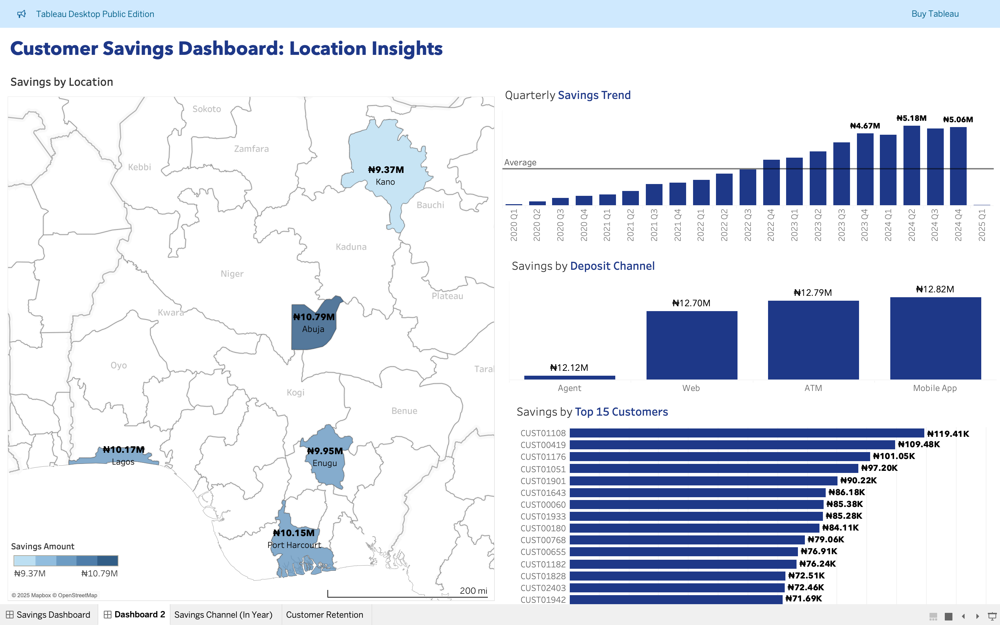 Tableau Desktop Public Edition
Buy Tableau
Customer Savings Dashboard: Location Insights
Savings by Location
Sokoto
Zamfara
Kebbi
₦9.37M
Kano
Bauchi
Kaduna
Niger
Plateau
Kwara
₦10.79M
Abuja
Oyo
Taral
Kogi
Benue
₦10.17M
Lagos
₦9.95M
Enugu
₦10.15M
Port Harcourt
Savings Amount
₦9.37M
₦10.79M
200 mi
© 2025 Mapbox © OpenStreetMap
Quarterly Savings Trend
₦4.67M
₦5.18M
₦5.06M
Average
2020 Q1
2020 Q2
2020 Q3
2020 Q4
2021 Q1
2021 Q2
2021 Q3
2021 Q4
2022 Q1
2022 Q2
2022 Q3
2022 Q4
2023 Q1
2023 Q2
2023 Q3
2023 Q4
2024 Q1
2024 Q2
2024 Q3
2024 Q4
2025 Q1
Savings by Deposit Channel
₦12.12M
₦12.70M
₦12.79M
₦12.82M
Agent
Web
ATM
Mobile App
Savings by Top 15 Customers
CUST01108 ₦119.41K
CUST00419 ₦109.48K
CUST01176 ₦101.05K
CUST01051 ₦97.20K
CUST01901 ₦90.22K
CUST01643 ₦86.18K
CUST00060 ₦85.38K
CUST01933 ₦85.28K
CUST00180 ₦84.11K
CUST00768 ₦79.06K
CUST00655 ₦76.91K
CUST01182 ₦76.24K
CUST01828 ₦72.51K
CUST02403 ₦72.46K
CUST01942 ₦71.69K
Savings Dashboard
Dashboard 2
Savings Channel (In Year)
Customer Retention